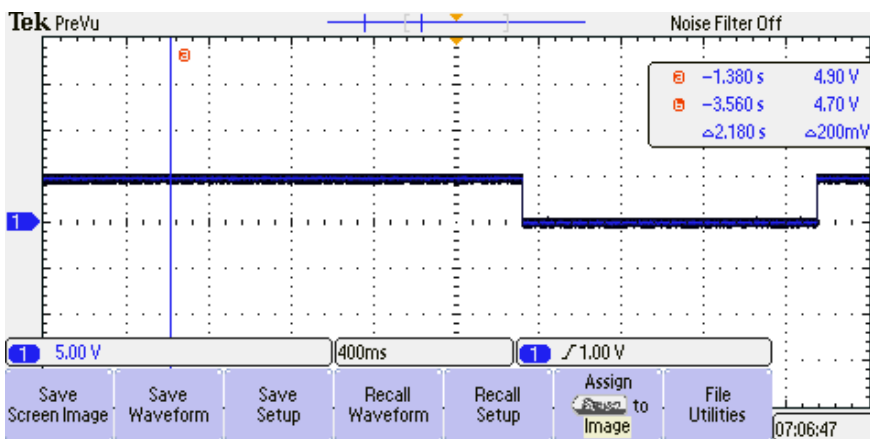 Tek PreVu Noise Filter Off
a
a −1.380 s 4.90 V
b −3.560 s 4.70 V
△2.180 s △200mV
1
1 5.00 V 400ms 1 1.00 V
Save Screen Image
Save Waveform
Save Setup
Recall Waveform
Recall Setup
Assign
to
Image
File Utilities
07:06:47